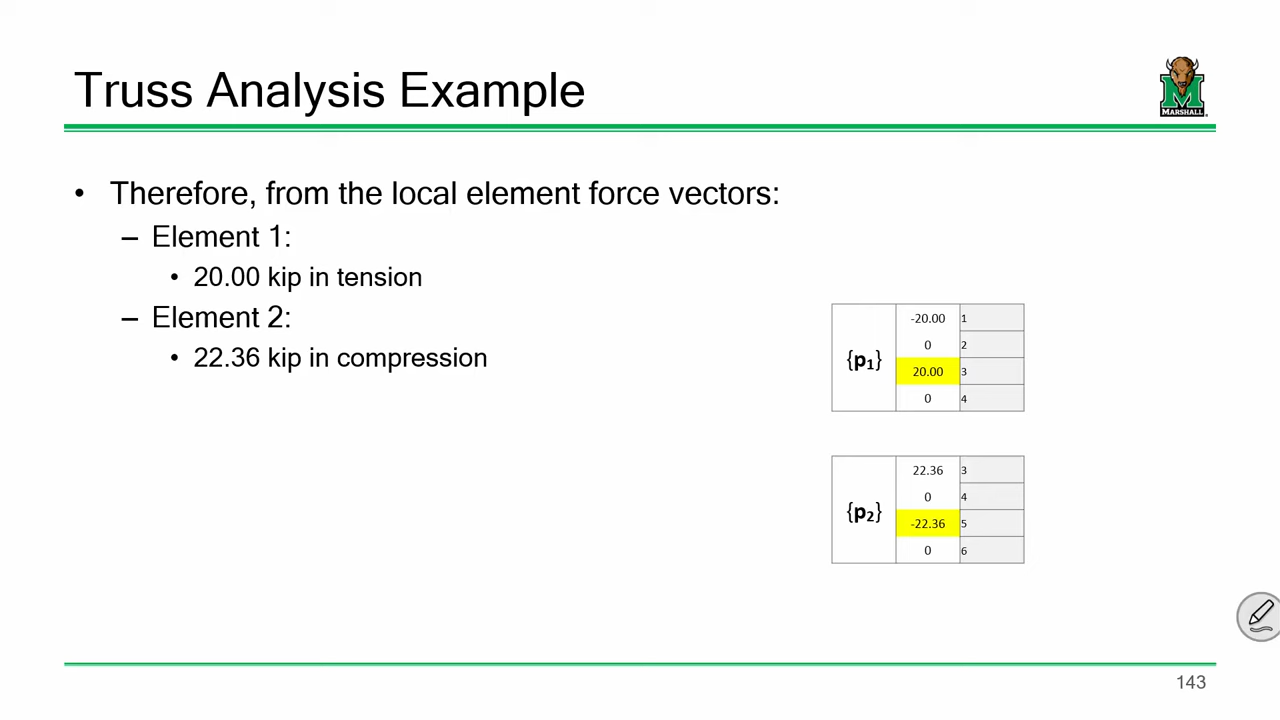 Truss Analysis Example
M
MARSHALL
• Therefore, from the local element force vectors:
– Element 1:
• 20.00 kip in tension
– Element 2:
• 22.36 kip in compression
{p₁}
-20.00 1
0 2
20.00 3
0 4
{p₂}
22.36 3
0 4
-22.36 5
0 6
143